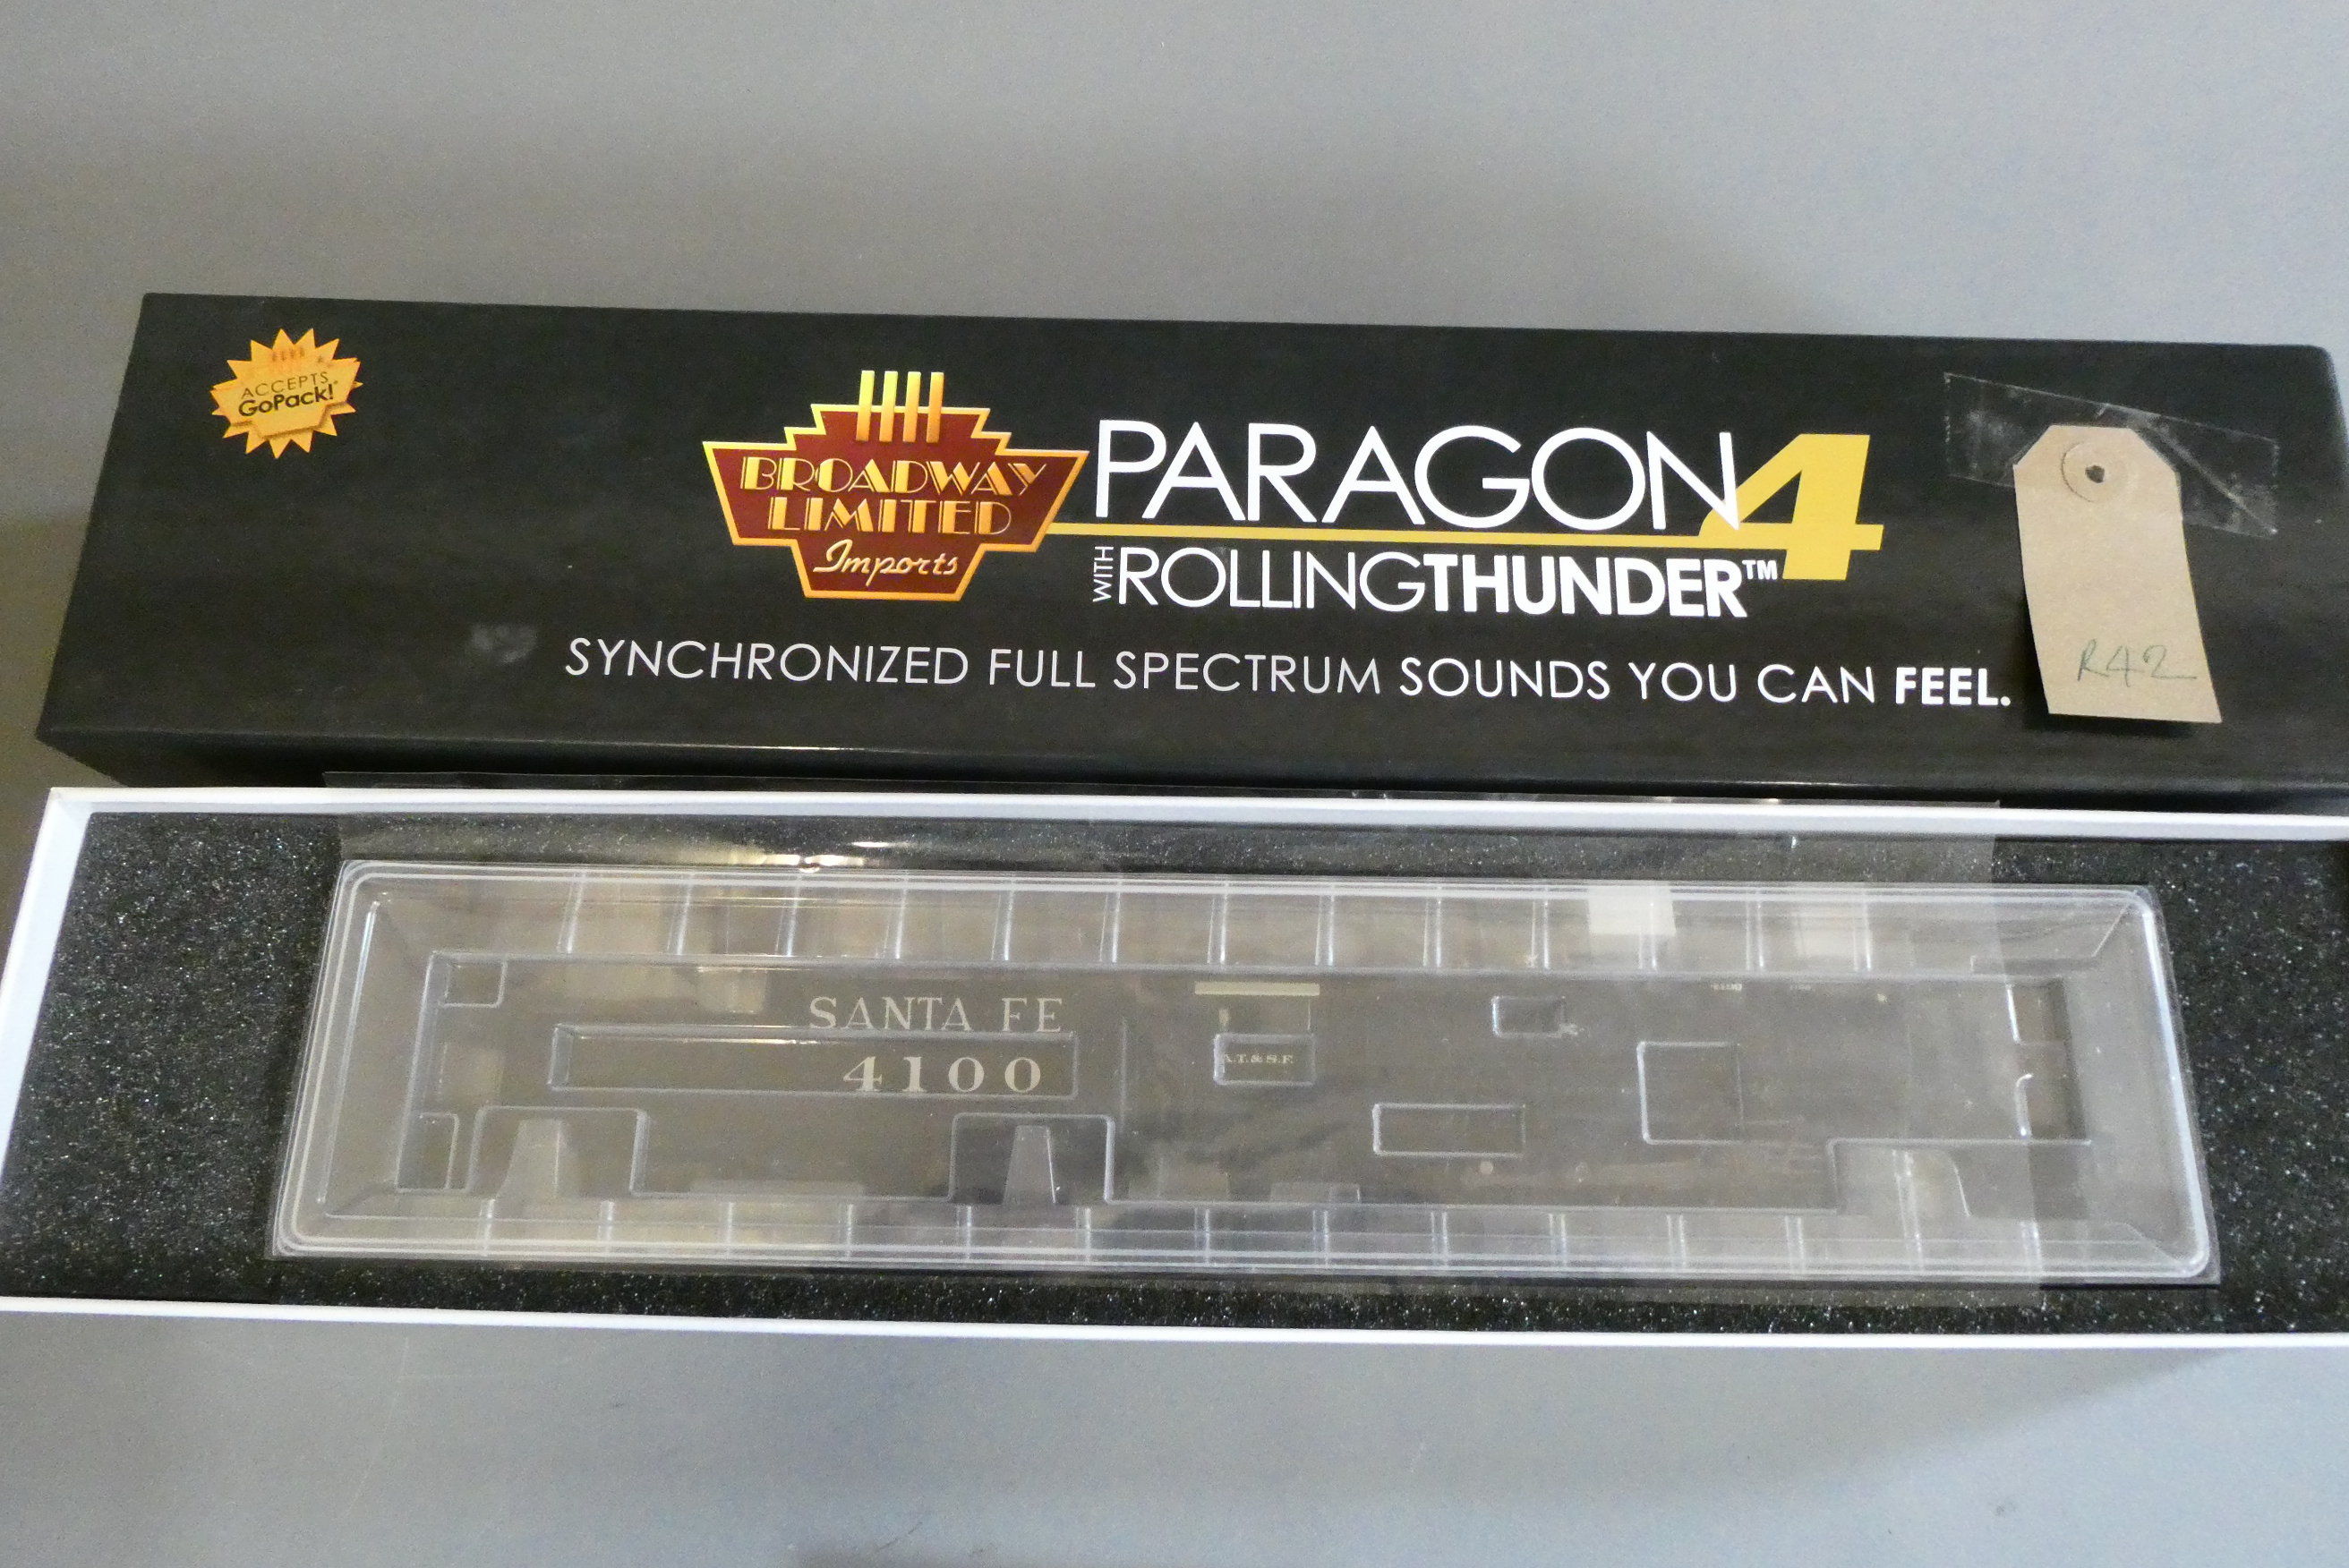 ACCEPTS
GoPack!
BROADWAY
LIMITED
Imports
PARAGON4
WITH ROLLINGTHUNDER™
SYNCHRONIZED FULL SPECTRUM SOUNDS YOU CAN FEEL.
R42
SANTA FE
4100
A.T.& S.F.